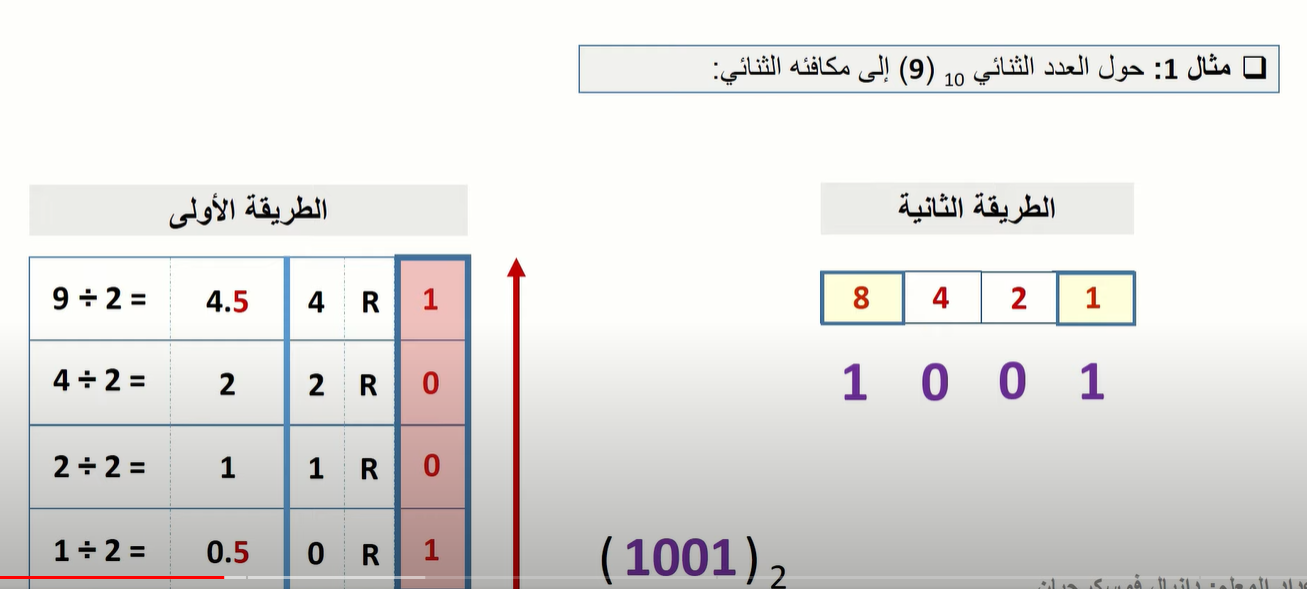 ❑ مثال 1: حول العدد الثنائي (9) 10 إلى مكافئه الثنائي:
الطريقة الثانية
8 4 2 1
1 0 0 1
الطريقة الأولى
9 ÷ 2 = 4.5 4 R 1
4 ÷ 2 = 2 2 R 0
2 ÷ 2 = 1 1 R 0
1 ÷ 2 = 0.5 0 R 1
(1001) 2